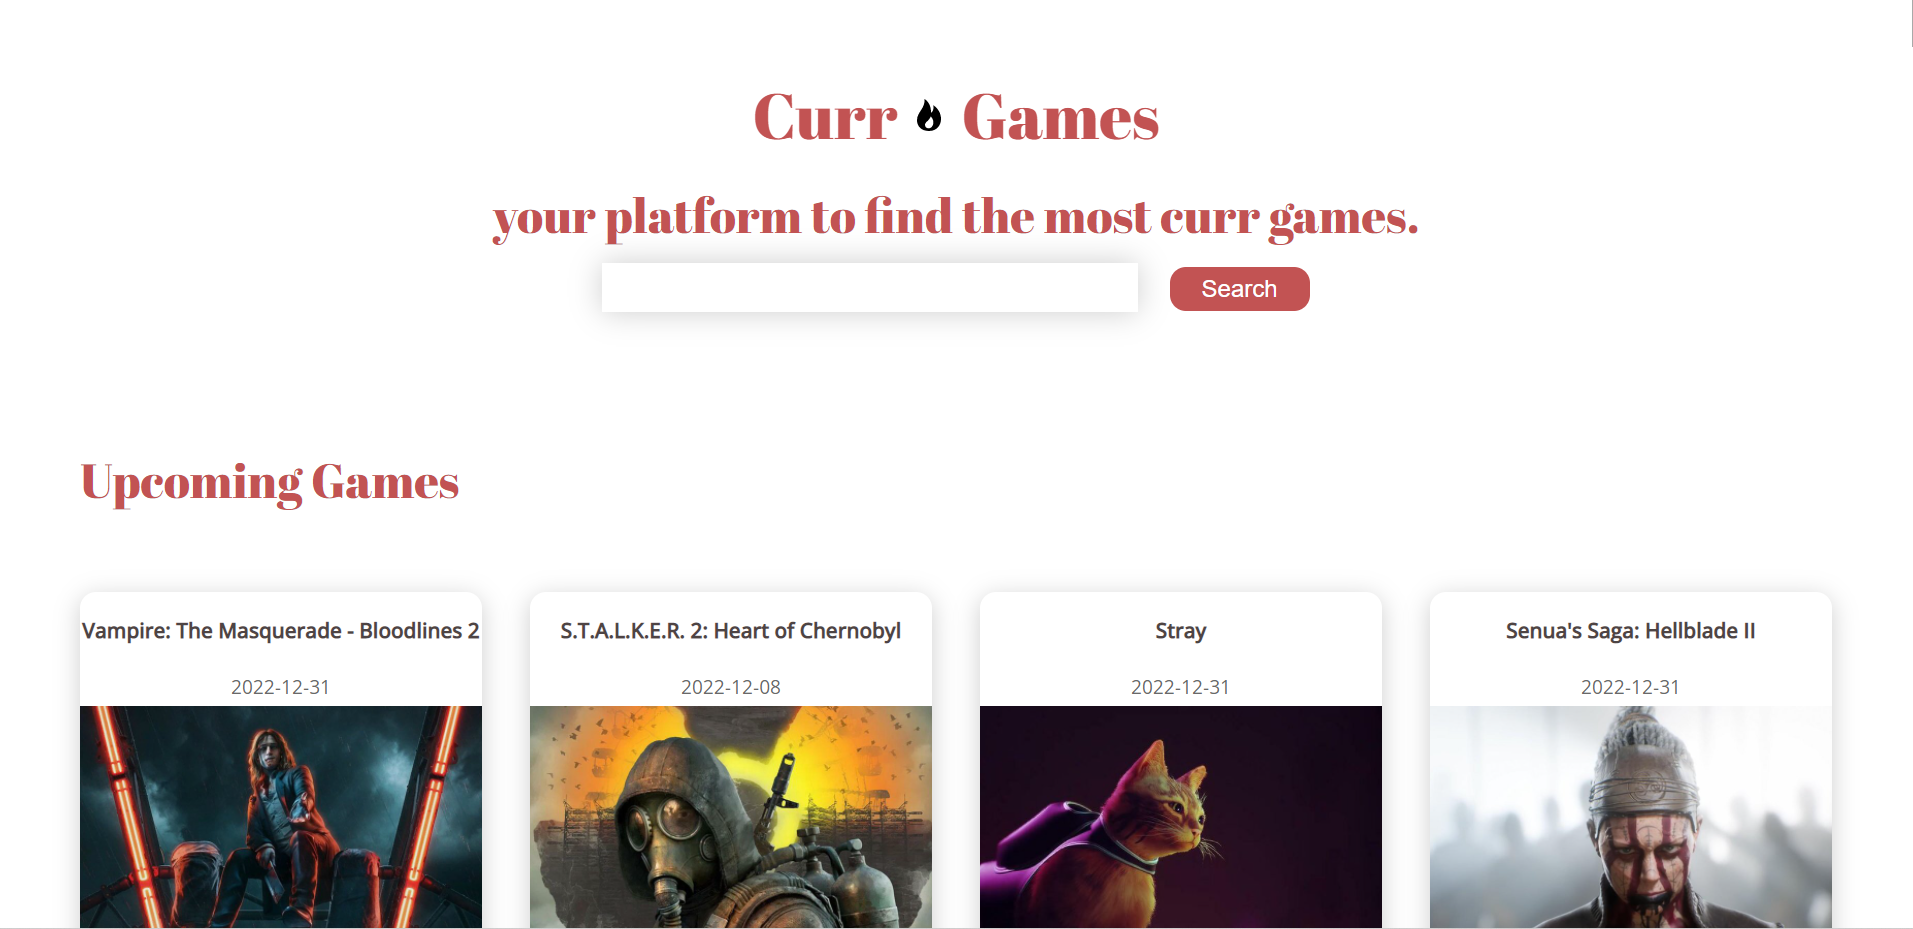 Curr Games
your platform to find the most curr games.
Search
Upcoming Games
Vampire: The Masquerade - Bloodlines 2
2022-12-31
S.T.A.L.K.E.R. 2: Heart of Chernobyl
2022-12-08
Stray
2022-12-31
Senua's Saga: Hellblade II
2022-12-31